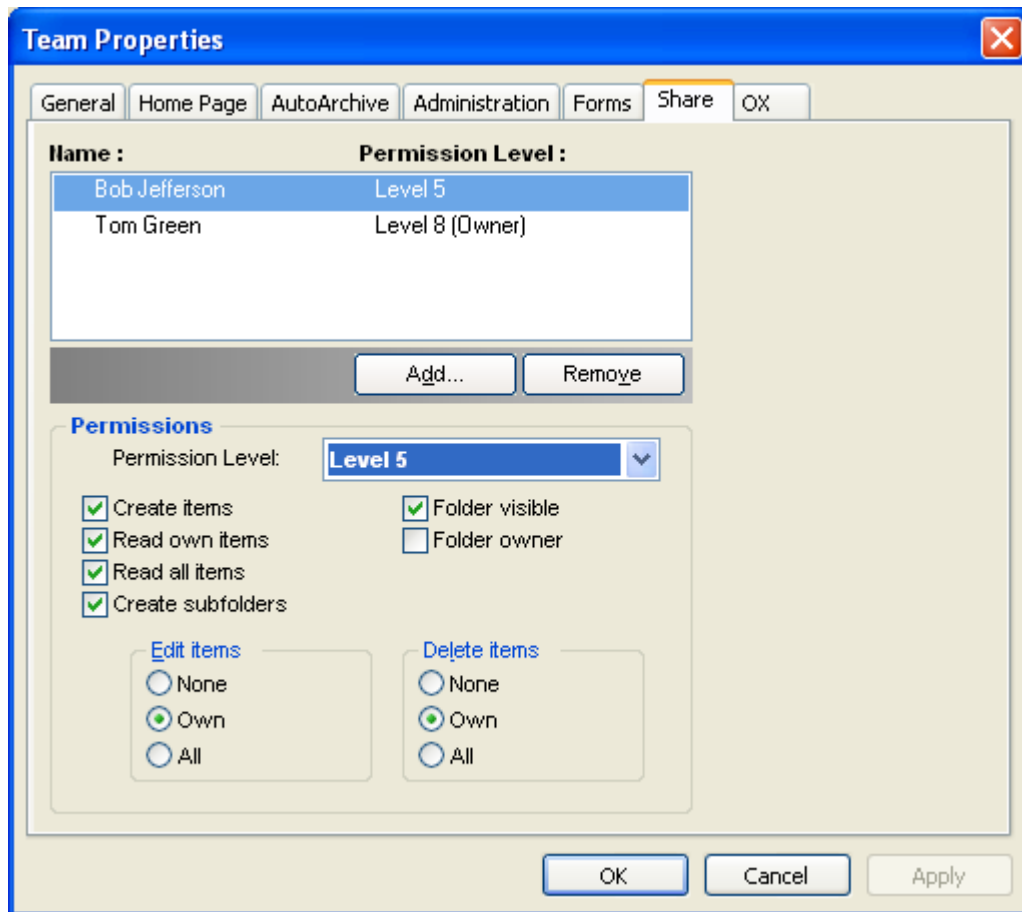 Team Properties
General Home Page AutoArchive Administration Forms Share OX
Name : Permission Level :
Bob Jefferson Level 5
Tom Green Level 8 (Owner)
Add... Remove
Permissions
Permission Level: Level 5
Create items Folder visible
Read own items Folder owner
Read all items
Create subfolders
Edit items Delete items
None None
Own Own
All All
OK Cancel Apply